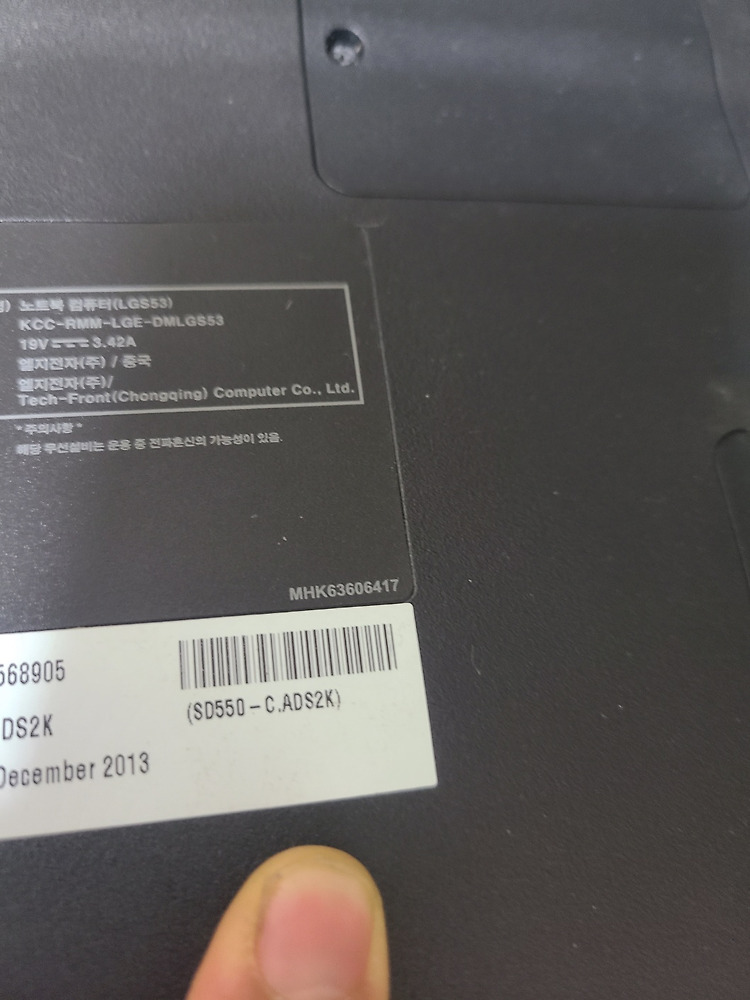 노트북 컴퓨터(LGS53)
KCC-RMM-LGE-DMLGS53
19V⎓3.42A
엘지전자(주) / 중국
엘지전자(주)/
Tech-Front(Chongqing) Computer Co., Ltd.
*주의사항*
해당 무선설비는 운용 중 전파혼신의 가능성이 있음.
MHK63606417
568905
(SD550-C.ADS2K)
DS2K
December 2013